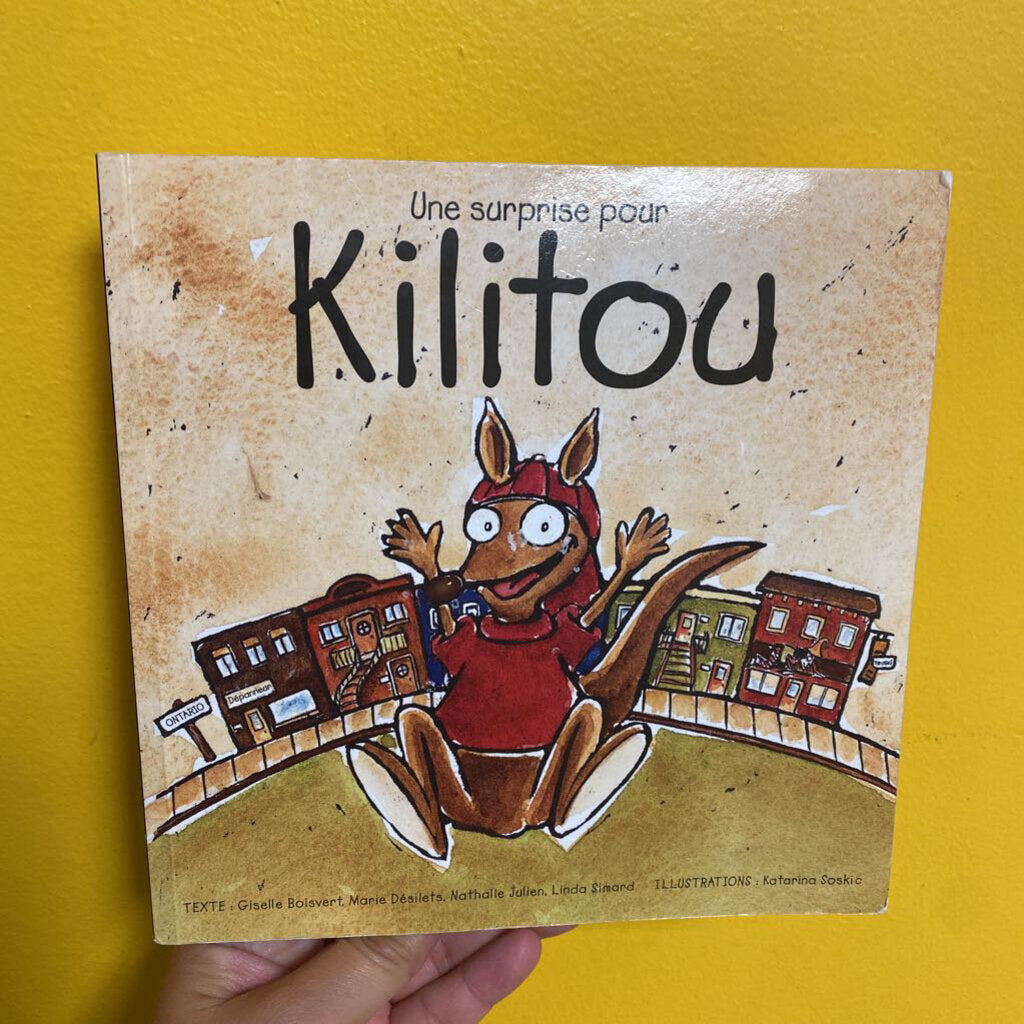 Une surprise pour
Kilitou
ONTARIO
Dépanneur
TEXTE : Giselle Boisvert, Marie Désilets, Nathalie Julien, Linda Simard
ILLUSTRATIONS : Katarina Soskic